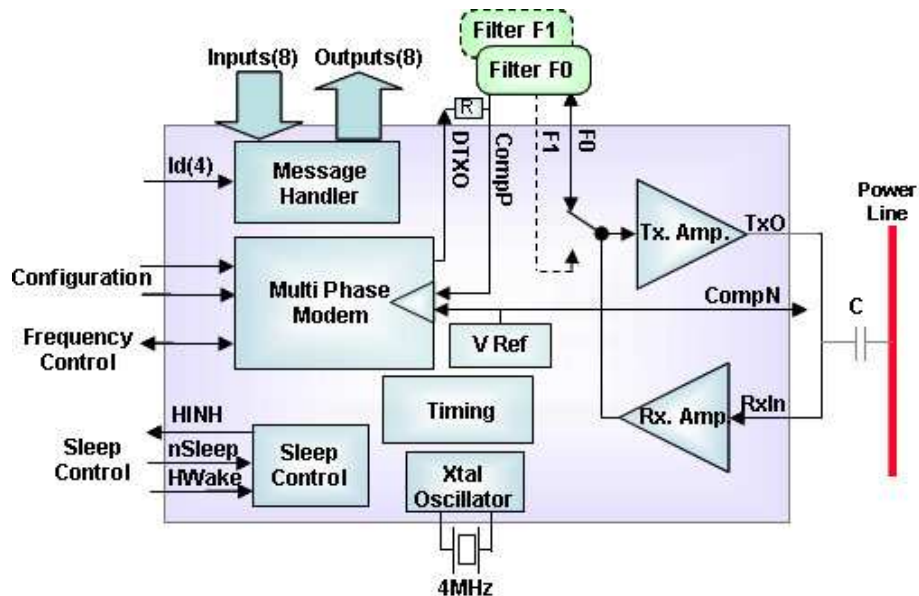 Filter F1
Filter F0
Inputs(8)
Outputs(8)
R
DTXO
CompP
F1
F0
Id(4)
Message
Handler
Power
Line
Tx. Amp.
TxO
Configuration
Multi Phase
Modem
CompN
C
V Ref
Frequency
Control
Timing
Rx. Amp.
RxIn
HINH
nSleep
HWake
Sleep
Control
Sleep
Control
Xtal
Oscillator
4MHz